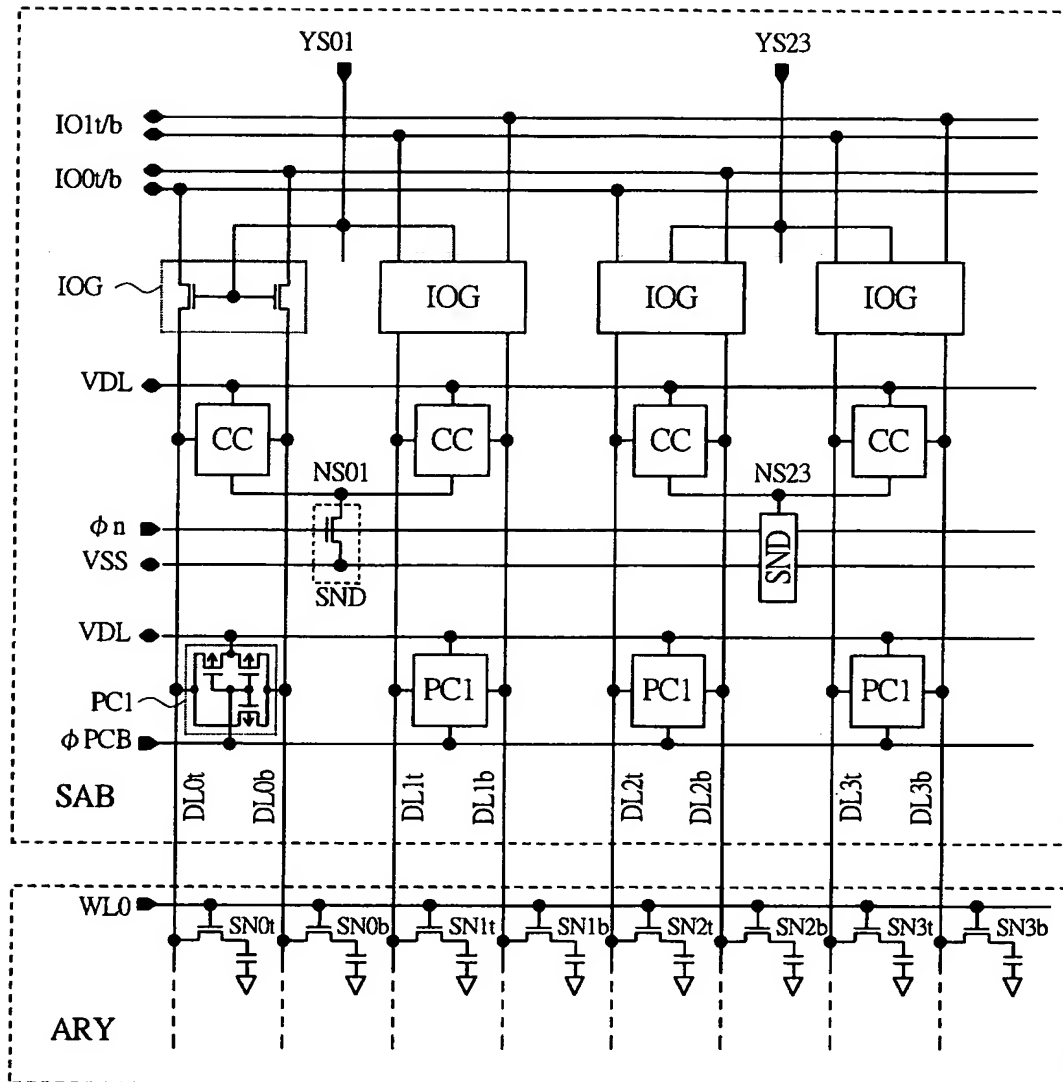 YS01 YS23
IO1t/b
IO0t/b
IOG IOG IOG IOG
VDL
CC CC CC CC
NS01 NS23
ϕn
VSS
SND SND
VDL
PC1 PC1 PC1 PC1
ϕPCB
DL0t DL0b DL1t DL1b DL2t DL2b DL3t DL3b
SAB
WL0
SN0t SN0b SN1t SN1b SN2t SN2b SN3t SN3b
ARY